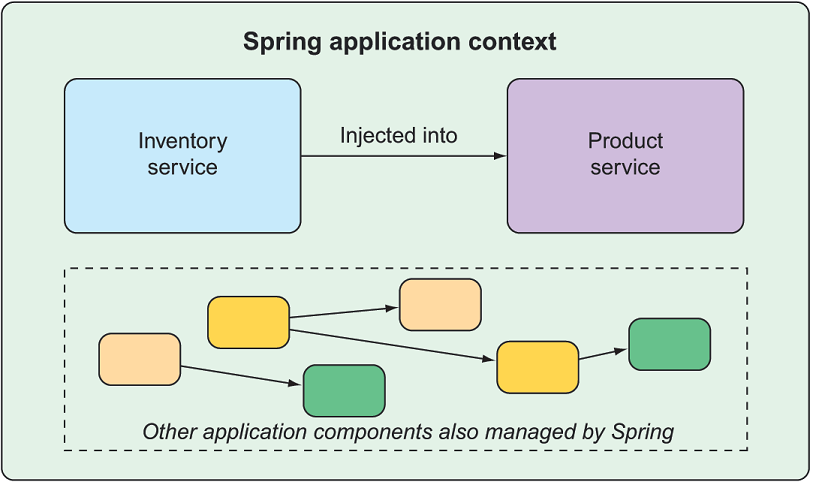 Spring application context
Inventory
service
Injected into
Product
service
Other application components also managed by Spring